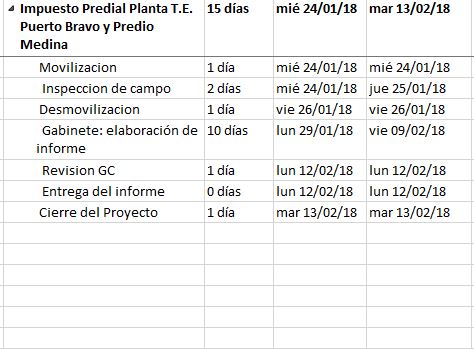 Impuesto Predial Planta T.E. 15 días mié 24/01/18 mar 13/02/18
Puerto Bravo y Predio
Medina
Movilizacion 1 día mié 24/01/18 mié 24/01/18
Inspeccion de campo 2 días mié 24/01/18 jue 25/01/18
Desmovilizacion 1 día vie 26/01/18 vie 26/01/18
Gabinete: elaboración de 10 días lun 29/01/18 vie 09/02/18
informe
Revision GC 1 día lun 12/02/18 lun 12/02/18
Entrega del informe 0 días lun 12/02/18 lun 12/02/18
Cierre del Proyecto 1 día mar 13/02/18 mar 13/02/18